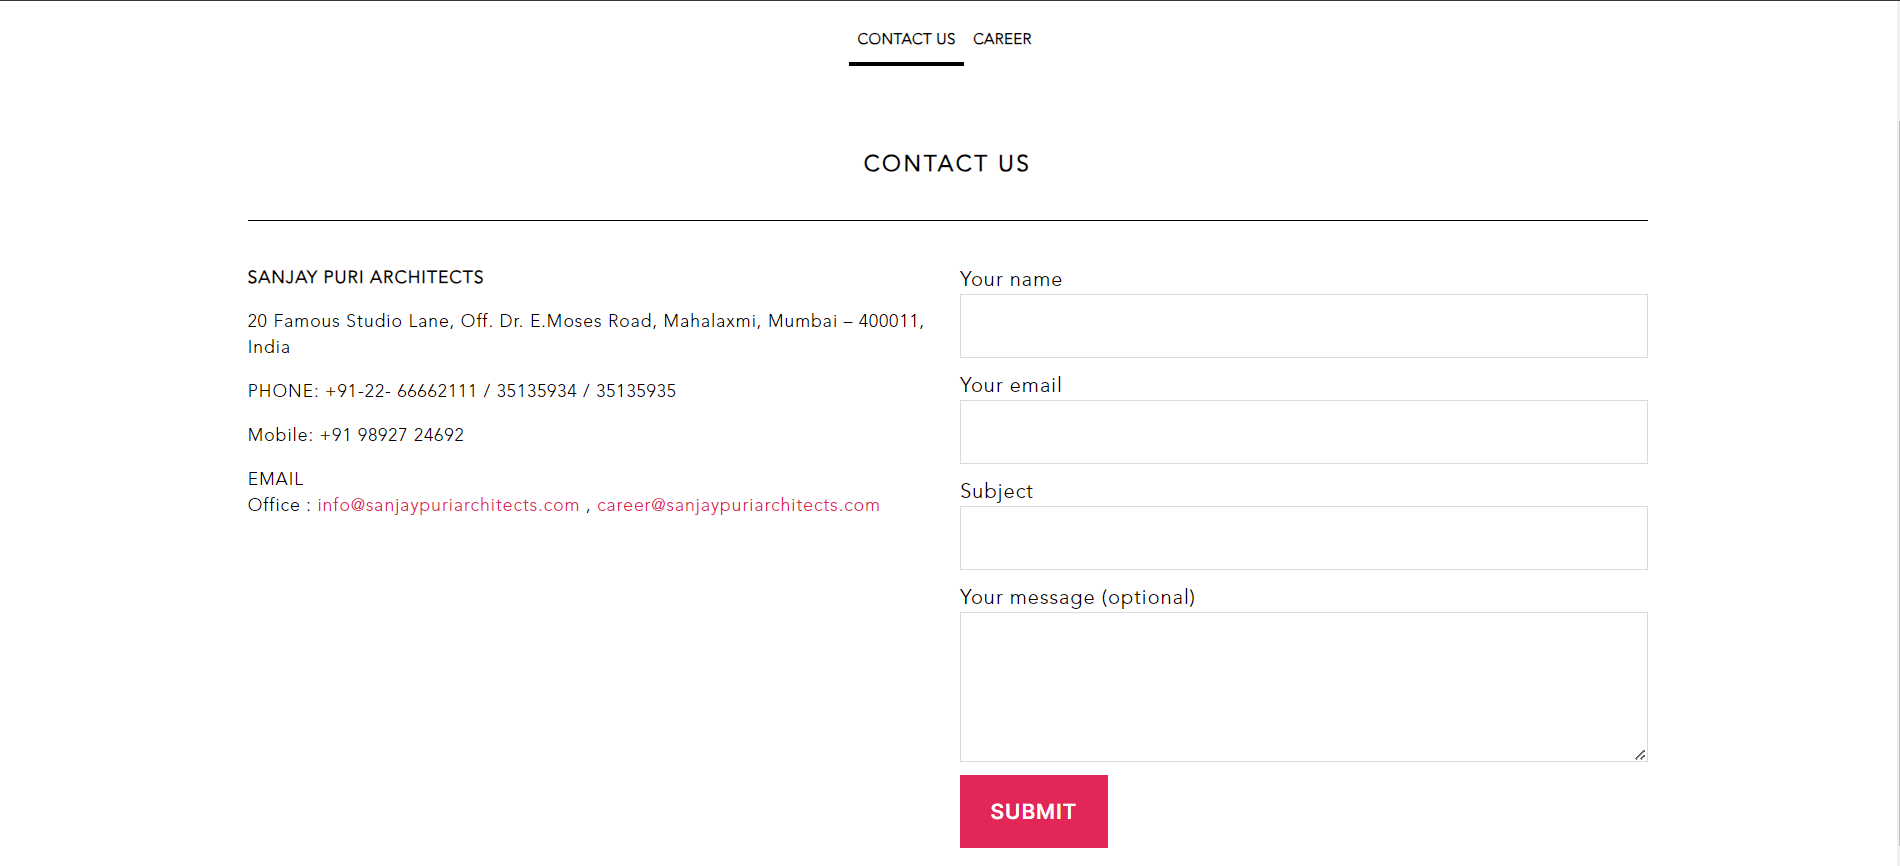 CONTACT US CAREER
CONTACT US
SANJAY PURI ARCHITECTS
20 Famous Studio Lane, Off. Dr. E.Moses Road, Mahalaxmi, Mumbai – 400011,
India
PHONE: +91-22- 66662111 / 35135934 / 35135935
Mobile: +91 98927 24692
EMAIL
Office : info@sanjaypuriarchitects.com , career@sanjaypuriarchitects.com
Your name
Your email
Subject
Your message (optional)
SUBMIT